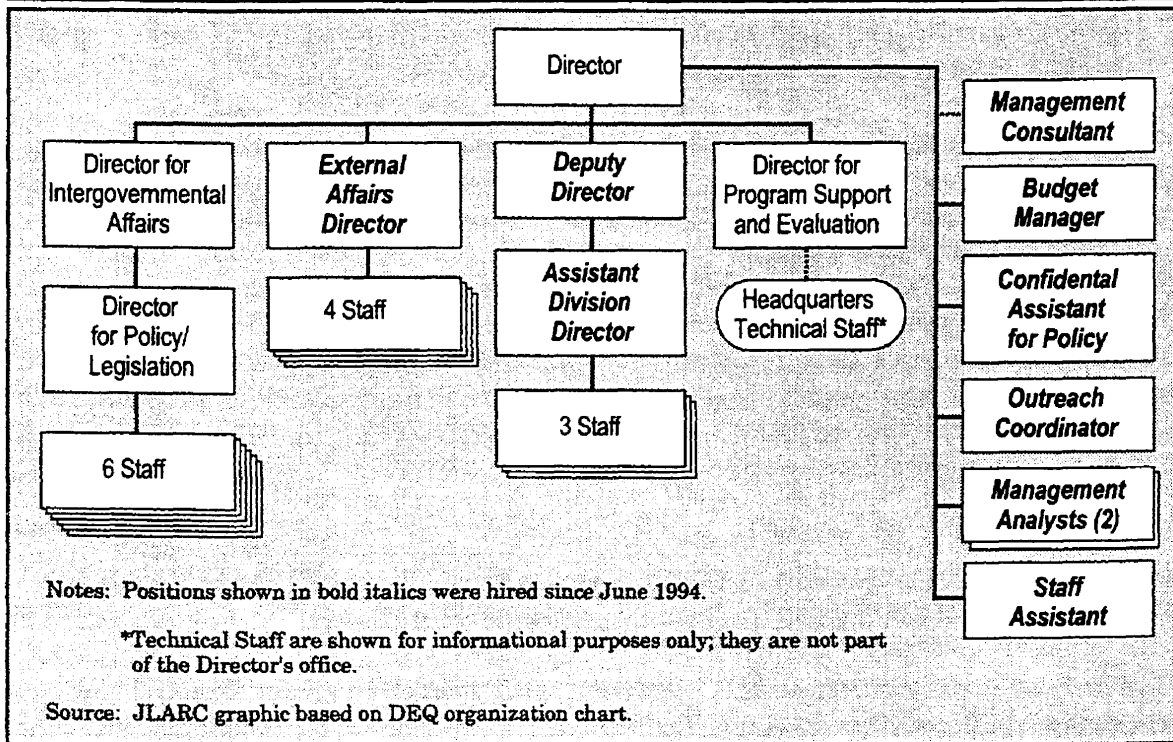 Director
Director for
Intergovernmental
Affairs
External
Affairs
Director
Deputy
Director
Director for
Program Support
and Evaluation
Director
for Policy/
Legislation
4 Staff
Assistant
Division
Director
Headquarters
Technical Staff*
6 Staff
3 Staff
Management
Consultant
Budget
Manager
Confidental
Assistant
for Policy
Outreach
Coordinator
Management
Analysts (2)
Staff
Assistant
Notes: Positions shown in bold italics were hired since June 1994.
*Technical Staff are shown for informational purposes only; they are not part
of the Director's office.
Source: JLARC graphic based on DEQ organization chart.